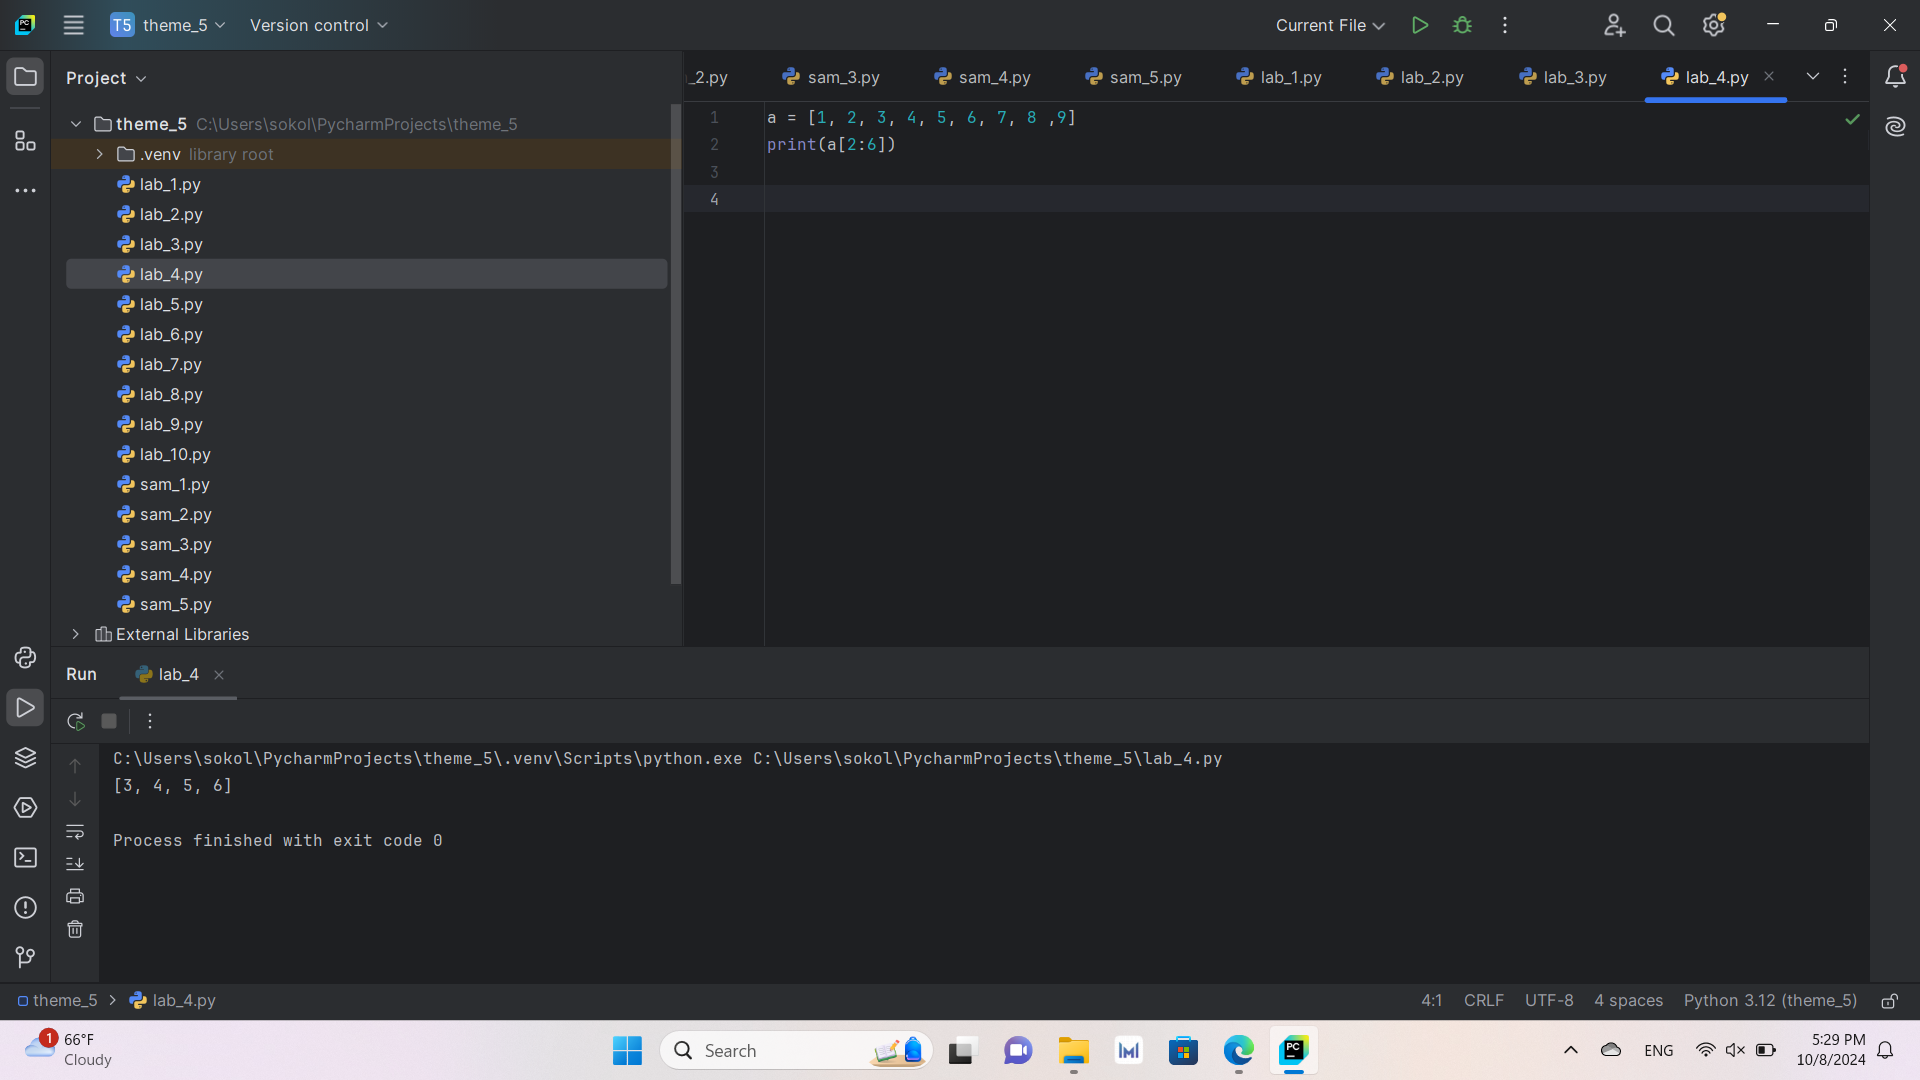 T5 theme_5 Version control Current File
Project
_2.py sam_3.py sam_4.py sam_5.py lab_1.py lab_2.py lab_3.py lab_4.py
theme_5 C:\Users\sokol\PycharmProjects\theme_5
.venv library root
lab_1.py
lab_2.py
lab_3.py
lab_4.py
lab_5.py
lab_6.py
lab_7.py
lab_8.py
lab_9.py
lab_10.py
sam_1.py
sam_2.py
sam_3.py
sam_4.py
sam_5.py
External Libraries
1 a = [1, 2, 3, 4, 5, 6, 7, 8 ,9]
2 print(a[2:6])
3
4
Run lab_4
C:\Users\sokol\PycharmProjects\theme_5\.venv\Scripts\python.exe C:\Users\sokol\PycharmProjects\theme_5\lab_4.py
[3, 4, 5, 6]
Process finished with exit code 0
theme_5 lab_4.py 4:1 CRLF UTF-8 4 spaces Python 3.12 (theme_5)
1 66°F
Cloudy
Search
PC
ENG
5:29 PM
10/8/2024